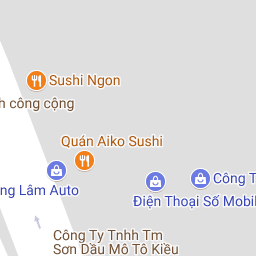 Sushi Ngon
h công cộng
Quán Aiko Sushi
Công T
ng Lâm Auto
Điện Thoại Số Mobil
Công Ty Tnhh Tm
Sơn Dầu Mô Tô Kiều